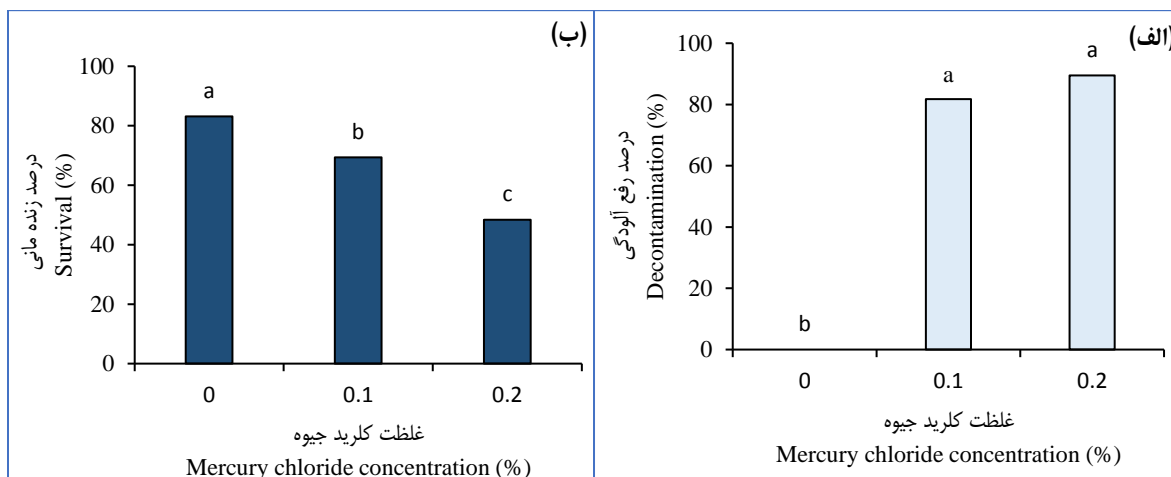 (ب)
درصد زنده مانی
Survival (%)
100
80
60
40
20
0
a
b
c
0 0.1 0.2
غلظت کلرید جیوه
Mercury chloride concentration (%)
(الف)
درصد رفع آلودگی
Decontamination (%)
100
80
60
40
20
0
b
a
a
0 0.1 0.2
غلظت کلرید جیوه
Mercury chloride concentration (%)